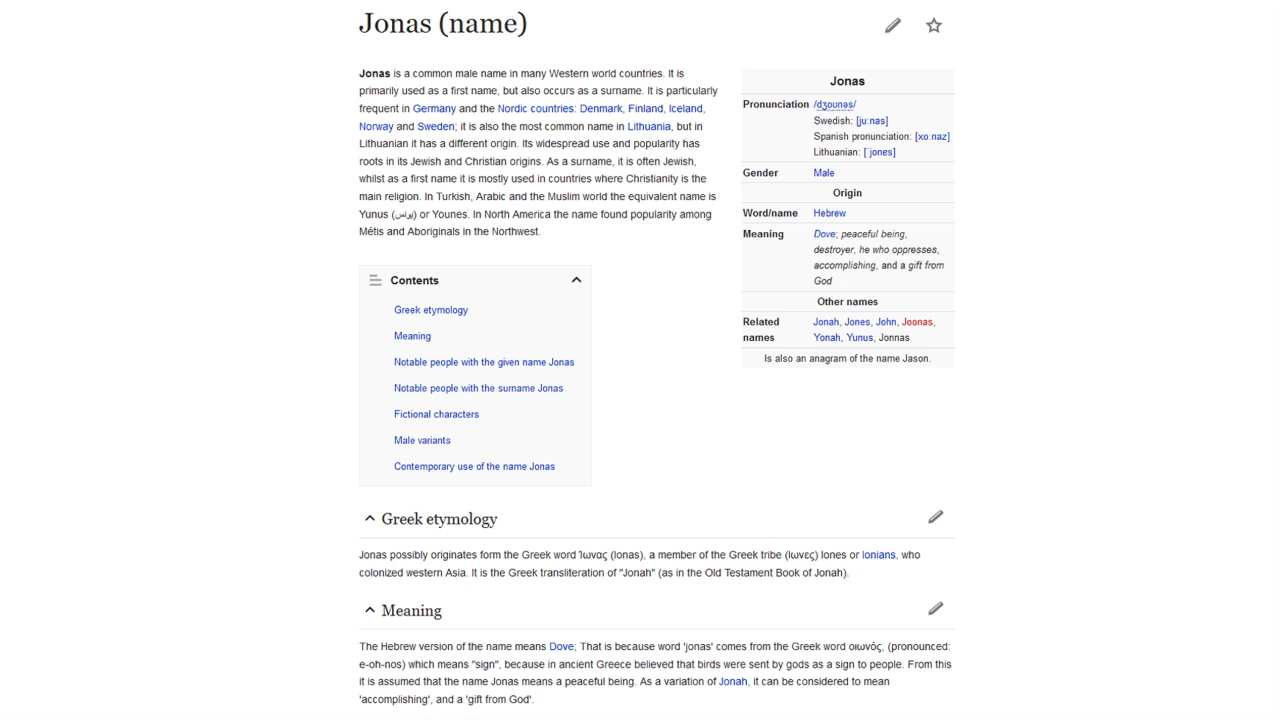 Jonas (name)
Jonas is a common male name in many Western world countries. It is
primarily used as a first name, but also occurs as a surname. It is particularly
frequent in Germany and the Nordic countries: Denmark, Finland, Iceland,
Norway and Sweden; it is also the most common name in Lithuania, but in
Lithuanian it has a different origin. Its widespread use and popularity has
roots in its Jewish and Christian origins. As a surname, it is often Jewish,
whilst as a first name it is mostly used in countries where Christianity is the
main religion. In Turkish, Arabic and the Muslim world the equivalent name is
Yunus (يونس) or Younes. In North America the name found popularity among
Métis and Aboriginals in the Northwest.
Jonas
Pronunciation /dʒoʊnəs/
Swedish: [juːnas]
Spanish pronunciation: [xoˈnaz]
Lithuanian: [ˈjonɐs]
Gender Male
Origin
Word/name Hebrew
Meaning Dove; peaceful being,
destroyer, he who oppresses,
accomplishing, and a gift from
God
Other names
Related Jonah, Jones, John, Joonas,
names Yonah, Yunus, Jonnas
Is also an anagram of the name Jason.
Contents
Greek etymology
Meaning
Notable people with the given name Jonas
Notable people with the surname Jonas
Fictional characters
Male variants
Contemporary use of the name Jonas
Greek etymology
Jonas possibly originates form the Greek word Ἰωνας (Ionas), a member of the Greek tribe (Ιωνες) Iones or Ionians, who
colonized western Asia. It is the Greek transliteration of "Jonah" (as in the Old Testament Book of Jonah).
Meaning
The Hebrew version of the name means Dove; That is because word 'jonas' comes from the Greek word οιωνός, (pronounced:
e-oh-nos) which means "sign", because in ancient Greece believed that birds were sent by gods as a sign to people. From this
it is assumed that the name Jonas means a peaceful being. As a variation of Jonah, it can be considered to mean
'accomplishing', and a 'gift from God'.